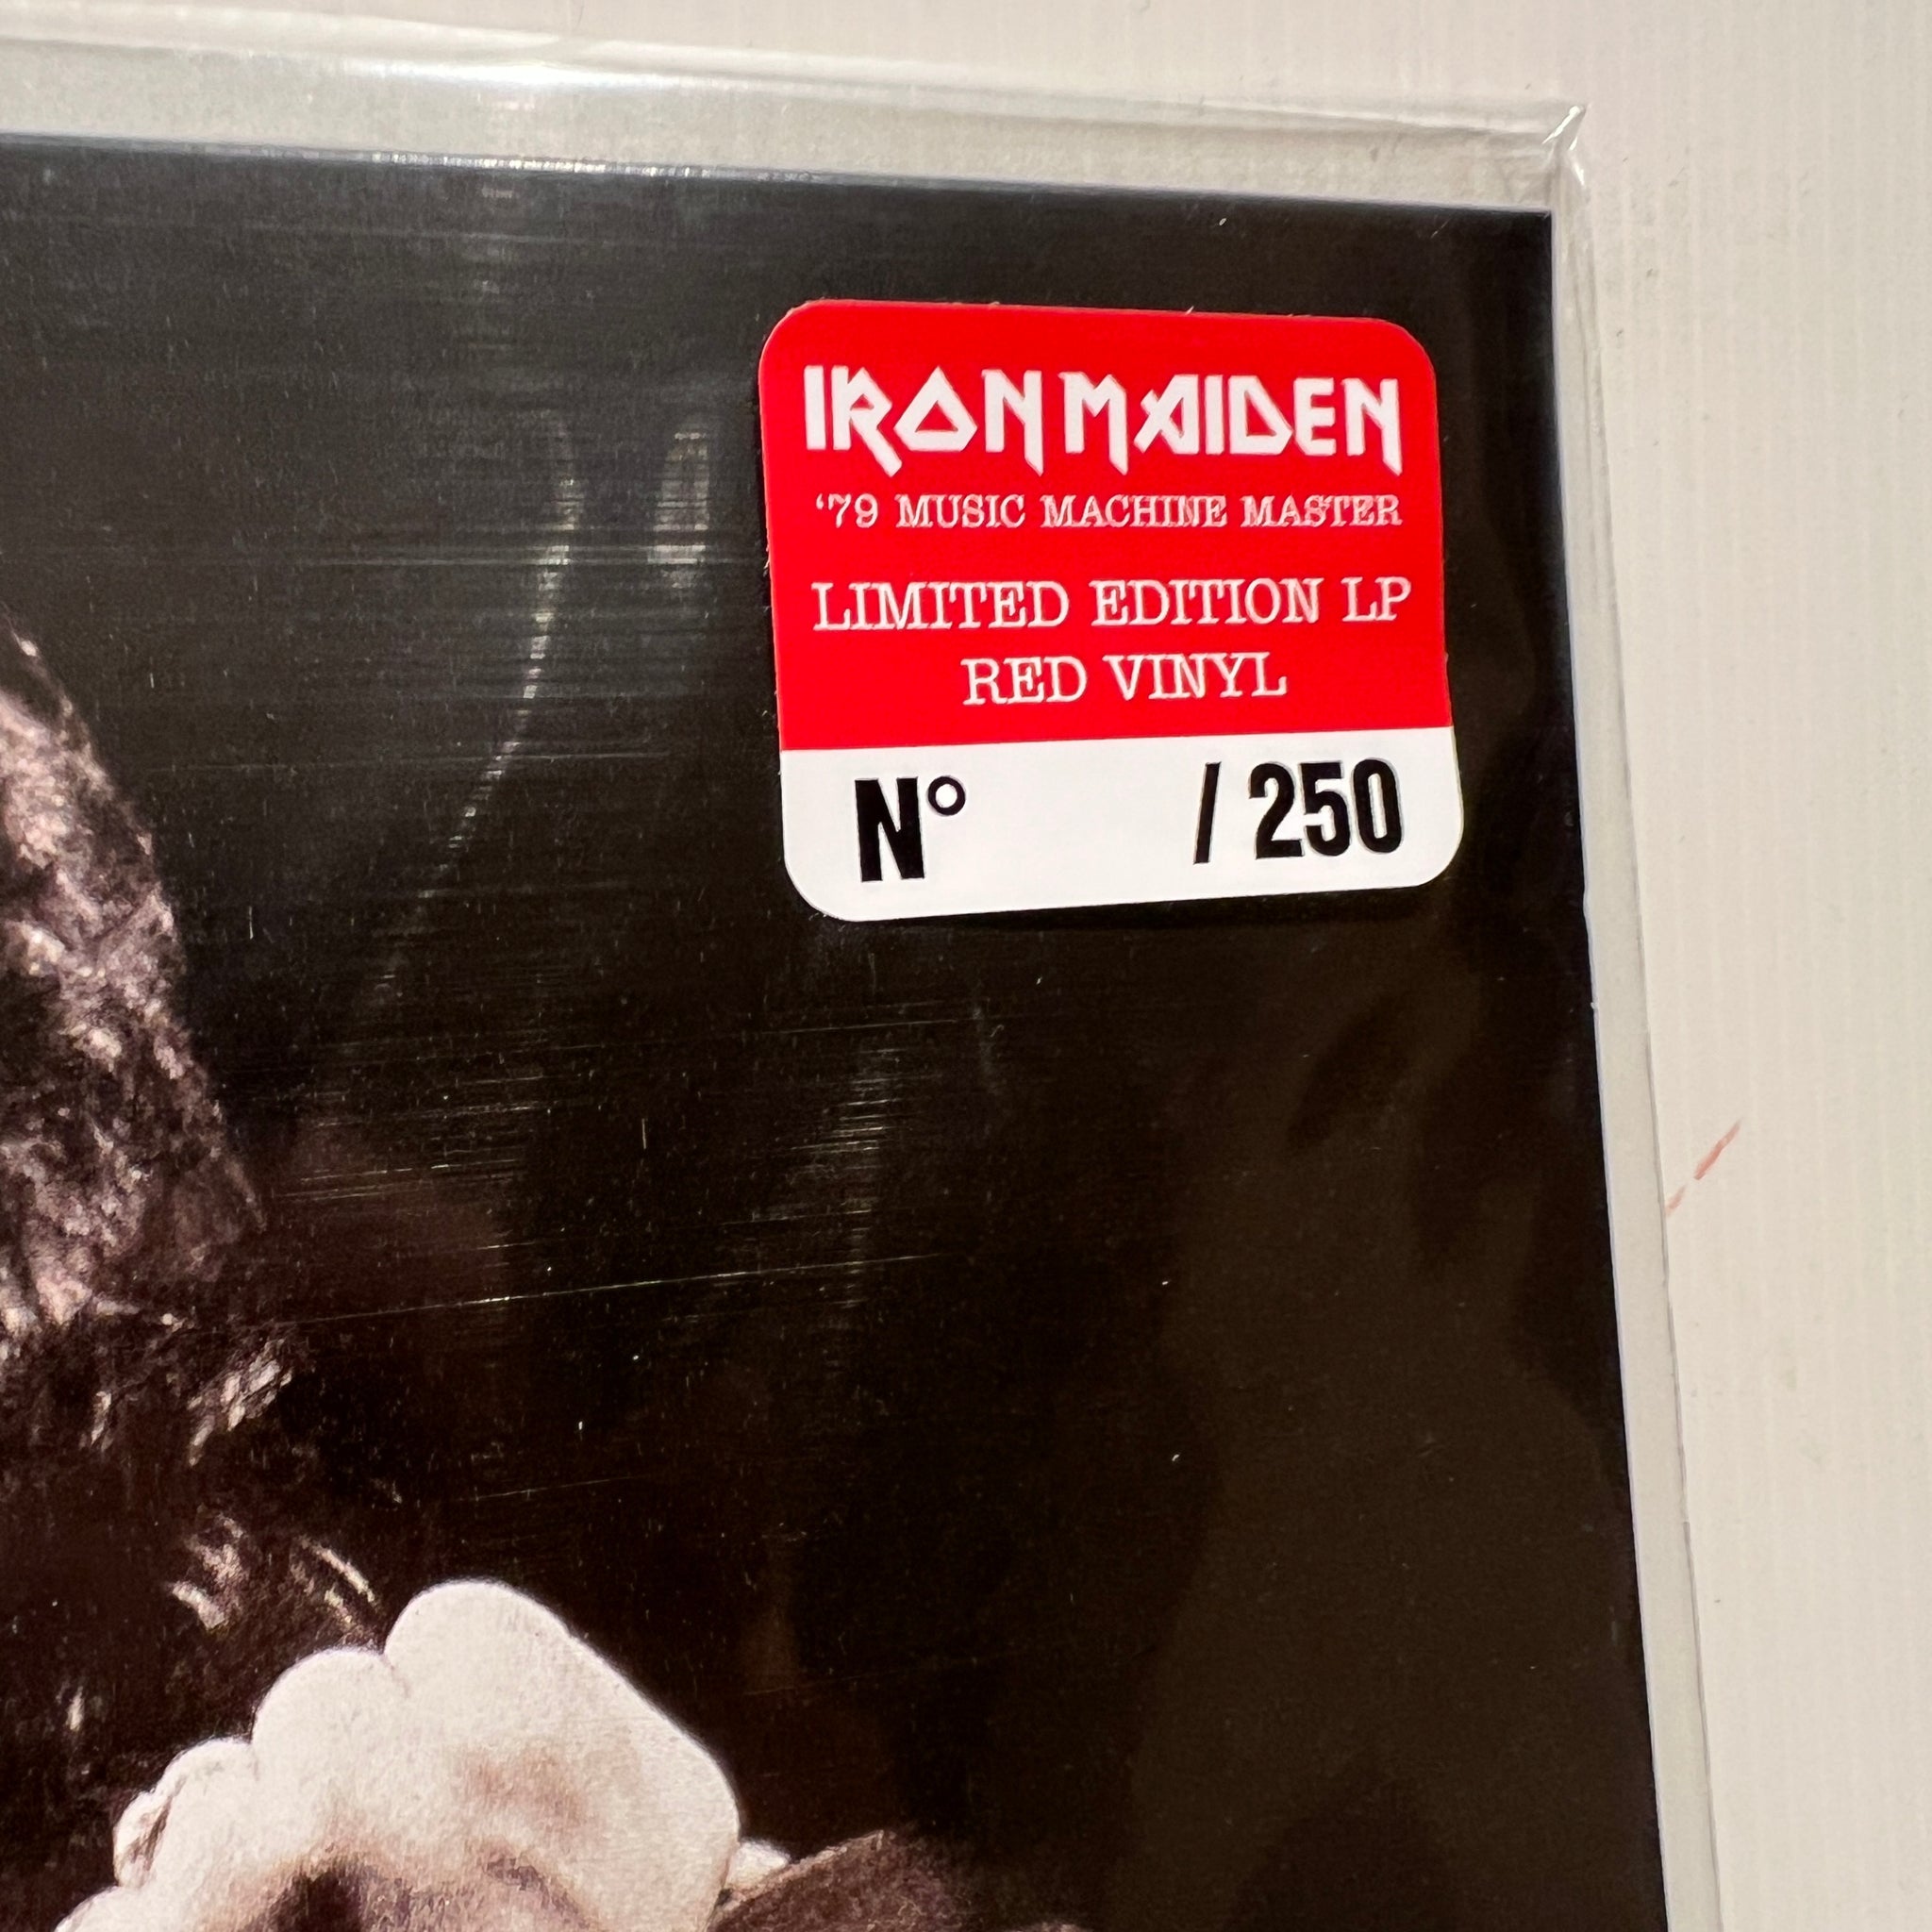 IRON MAIDEN
‘79 MUSIC MACHINE MASTER
LIMITED EDITION LP
RED VINYL
N° / 250